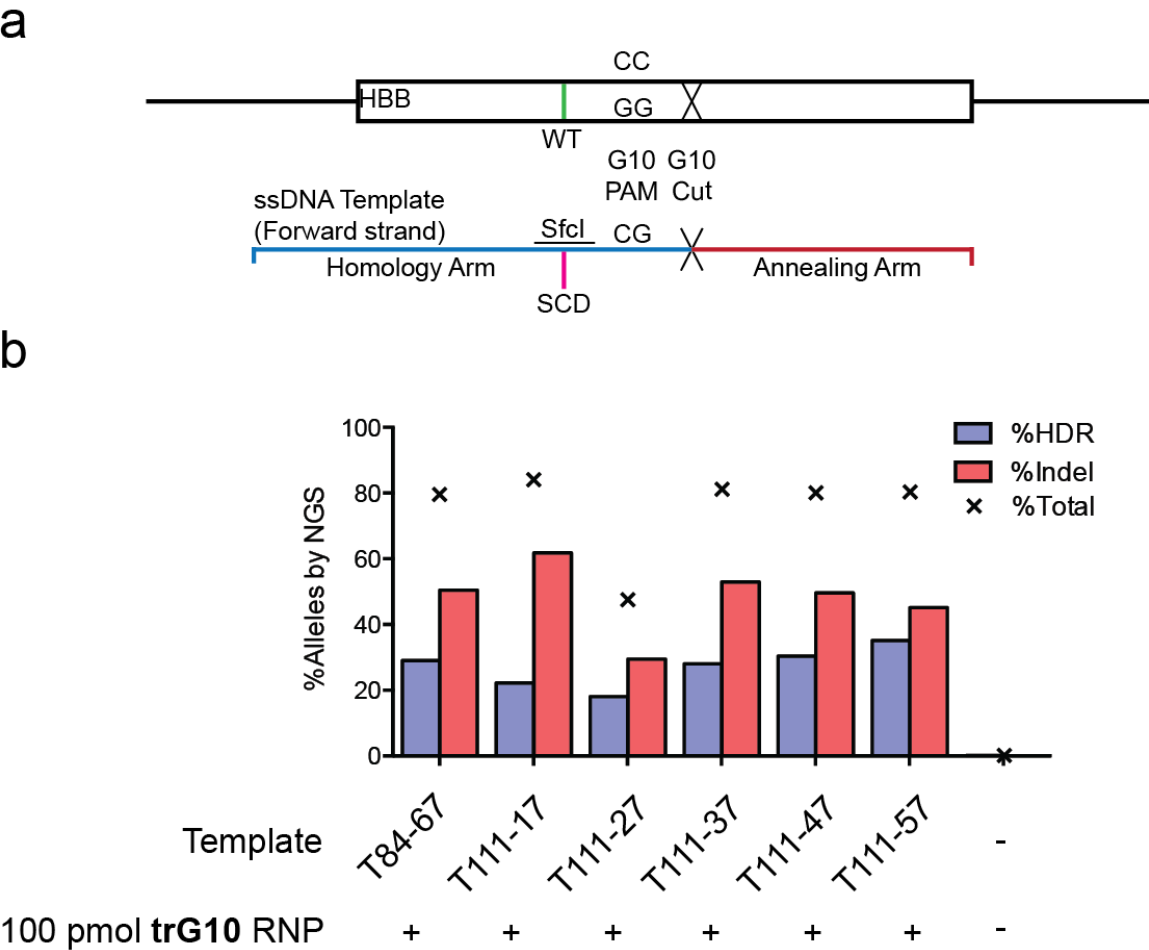 a
CC
HBB
GG
WT
G10 G10
PAM Cut
ssDNA Template
(Forward strand)
SfcI
CG
Homology Arm
Annealing Arm
SCD
b
%Alleles by NGS
100
80
60
40
20
0
%HDR
%Indel
%Total
Template
T84-67
T111-17
T111-27
T111-37
T111-47
T111-57
-
100 pmol trG10 RNP + + + + + + -